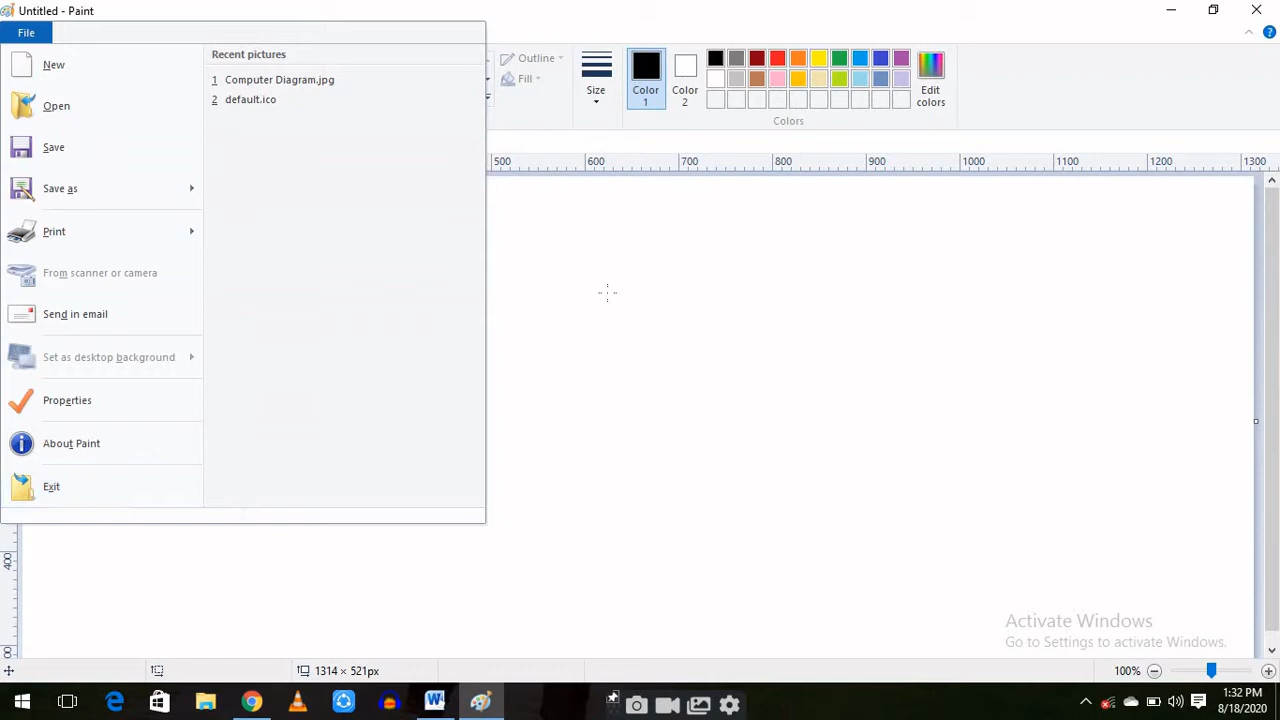 Untitled - Paint
File
New
Open
Save
Save as
Print
From scanner or camera
Send in email
Set as desktop background
Properties
About Paint
Exit
Recent pictures
1 Computer Diagram.jpg
2 default.ico
Outline
Fill
Size
Color 1
Color 2
Edit colors
Colors
500 600 700 800 900 1000 1100 1200 1300
400
Activate Windows
Go to Settings to activate Windows.
1314 × 521px
100%
1:32 PM
8/18/2020